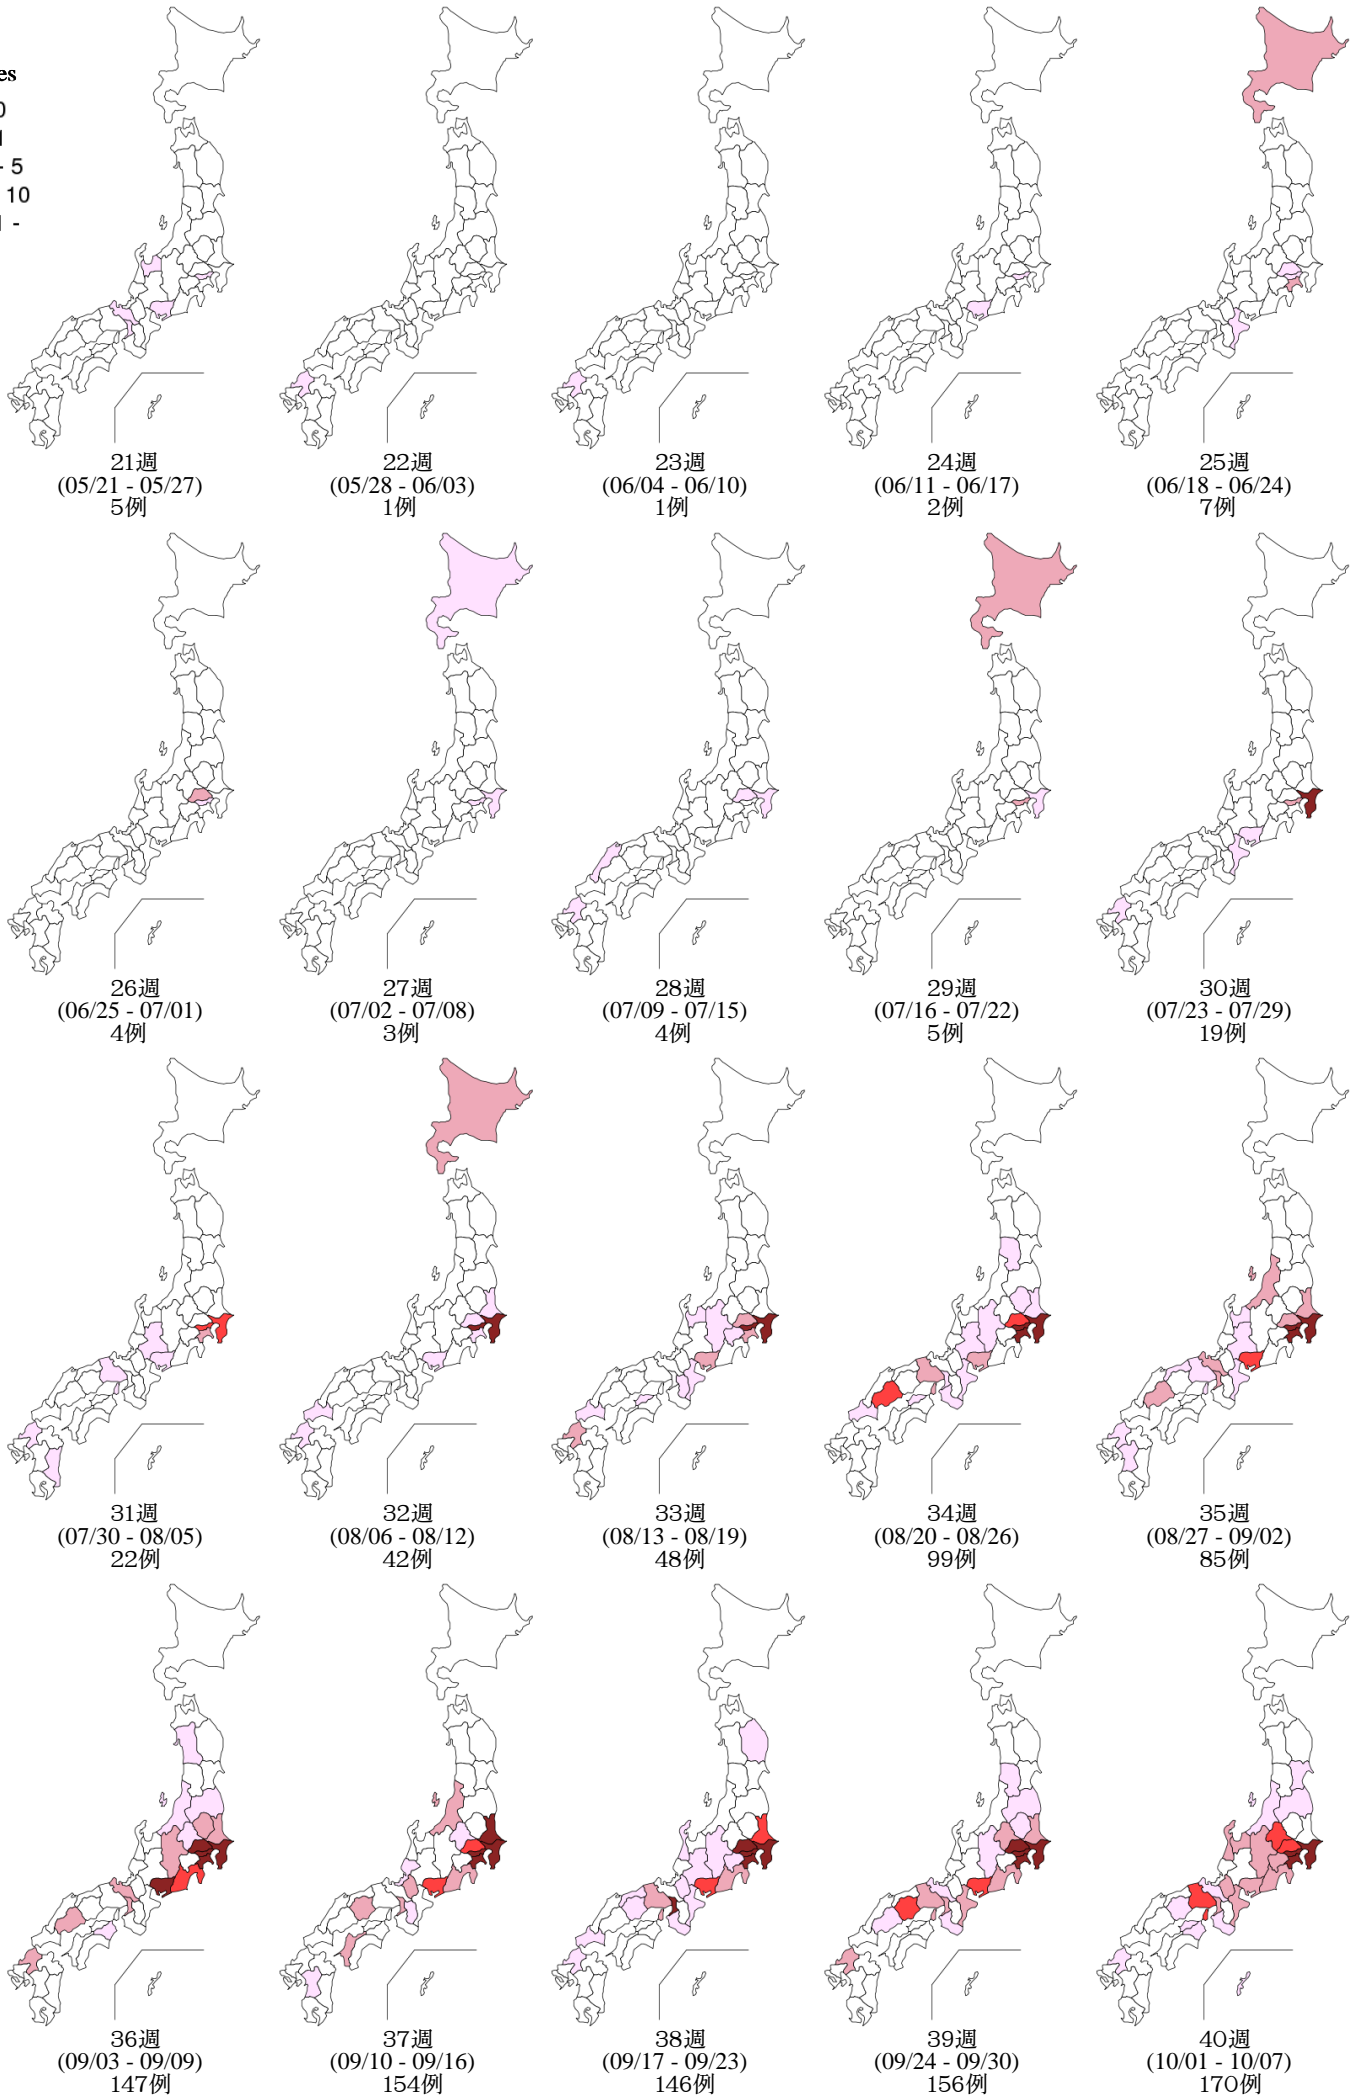 es
0
1
- 5
10
1 -
21週
(05/21 - 05/27)
5例
22週
(05/28 - 06/03)
1例
23週
(06/04 - 06/10)
1例
24週
(06/11 - 06/17)
2例
25週
(06/18 - 06/24)
7例
26週
(06/25 - 07/01)
4例
27週
(07/02 - 07/08)
3例
28週
(07/09 - 07/15)
4例
29週
(07/16 - 07/22)
5例
30週
(07/23 - 07/29)
19例
31週
(07/30 - 08/05)
22例
32週
(08/06 - 08/12)
42例
33週
(08/13 - 08/19)
48例
34週
(08/20 - 08/26)
99例
35週
(08/27 - 09/02)
85例
36週
(09/03 - 09/09)
147例
37週
(09/10 - 09/16)
154例
38週
(09/17 - 09/23)
146例
39週
(09/24 - 09/30)
156例
40週
(10/01 - 10/07)
170例